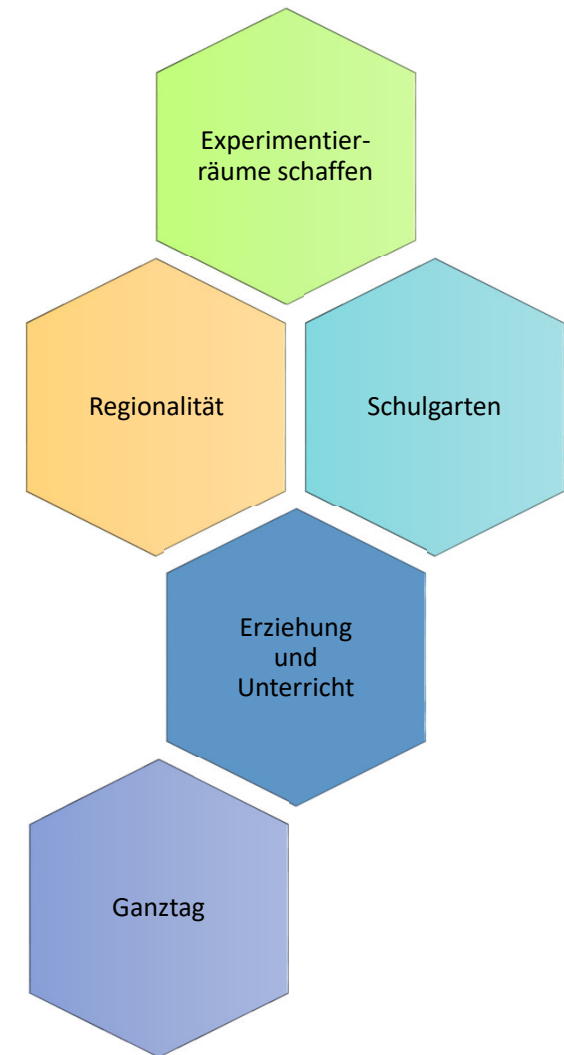 Experimentier-
räume schaffen
Regionalität
Schulgarten
Erziehung
und
Unterricht
Ganztag